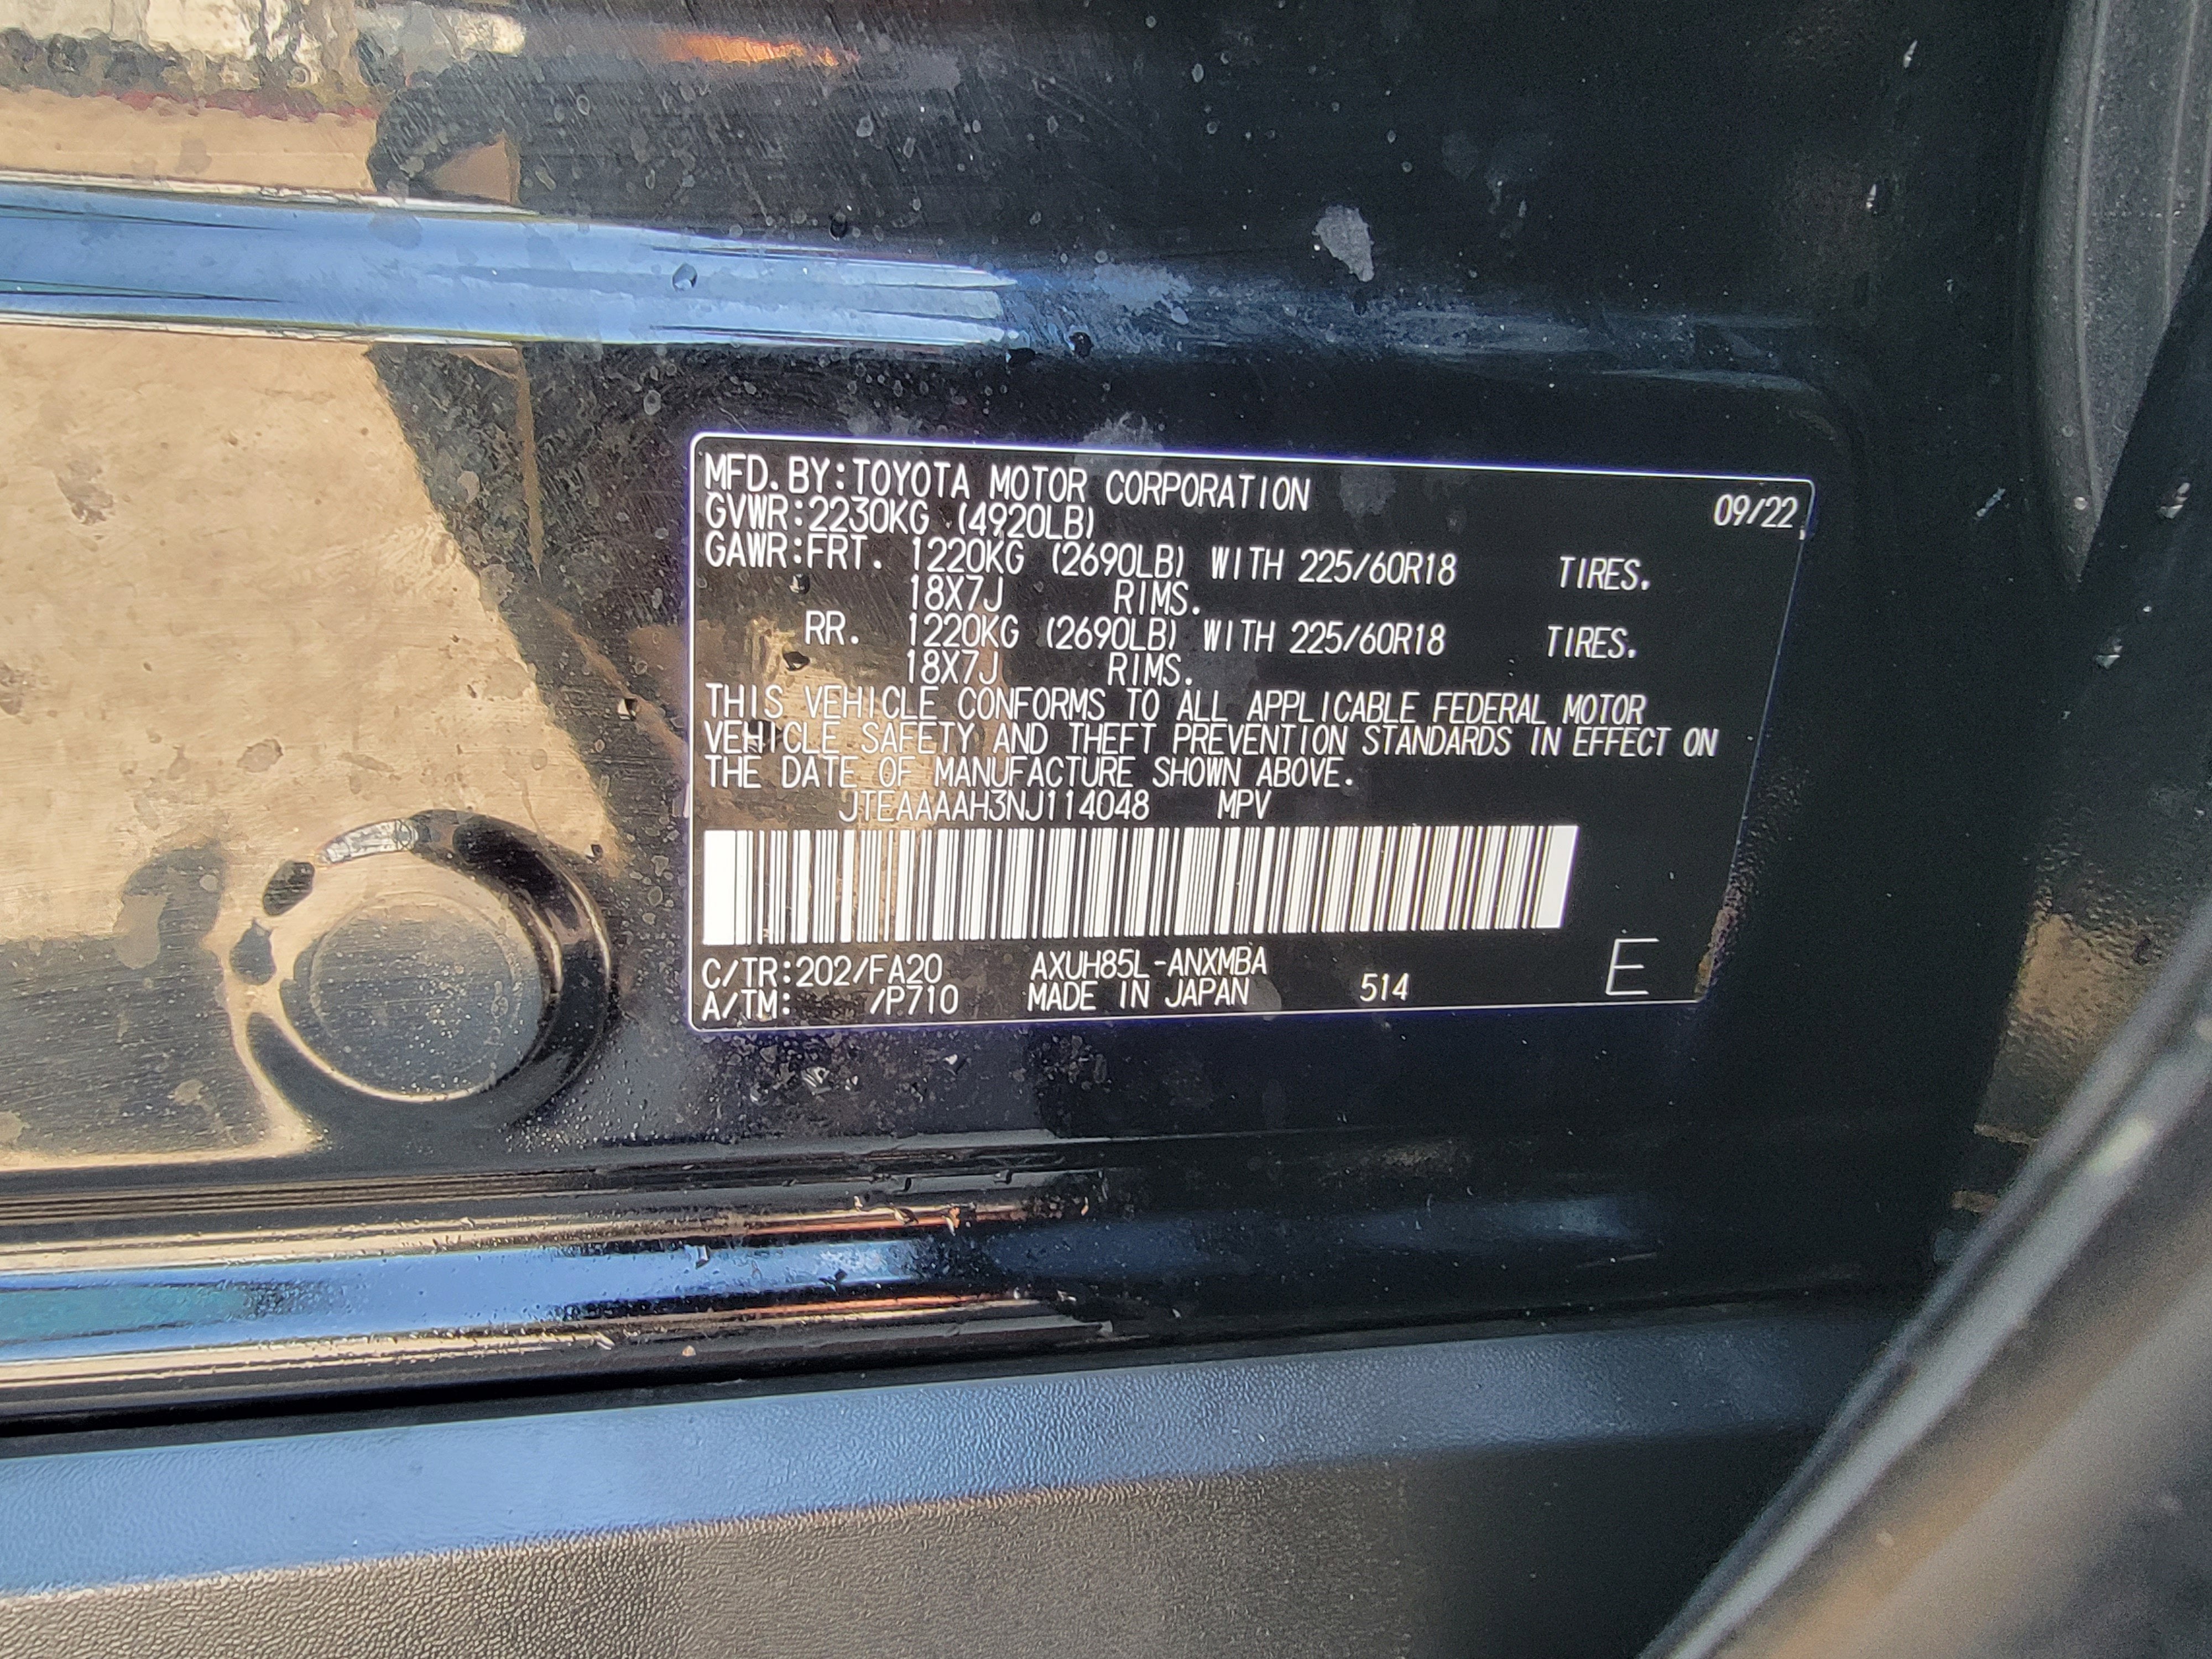 MFD.BY:TOYOTA MOTOR CORPORATION 09/22
GVWR:2230KG (4920LB)
GAWR:FRT. 1220KG (2690LB) WITH 225/60R18 TIRES.
18X7J RIMS.
RR. 1220KG (2690LB) WITH 225/60R18 TIRES.
18X7J RIMS.
THIS VEHICLE CONFORMS TO ALL APPLICABLE FEDERAL MOTOR
VEHICLE SAFETY AND THEFT PREVENTION STANDARDS IN EFFECT ON
THE DATE OF MANUFACTURE SHOWN ABOVE.
JTEAAAAH3NJ114048 MPV
C/TR:202/FA20 AXUH85L-ANXMBA
A/TM: /P710 MADE IN JAPAN 514 E